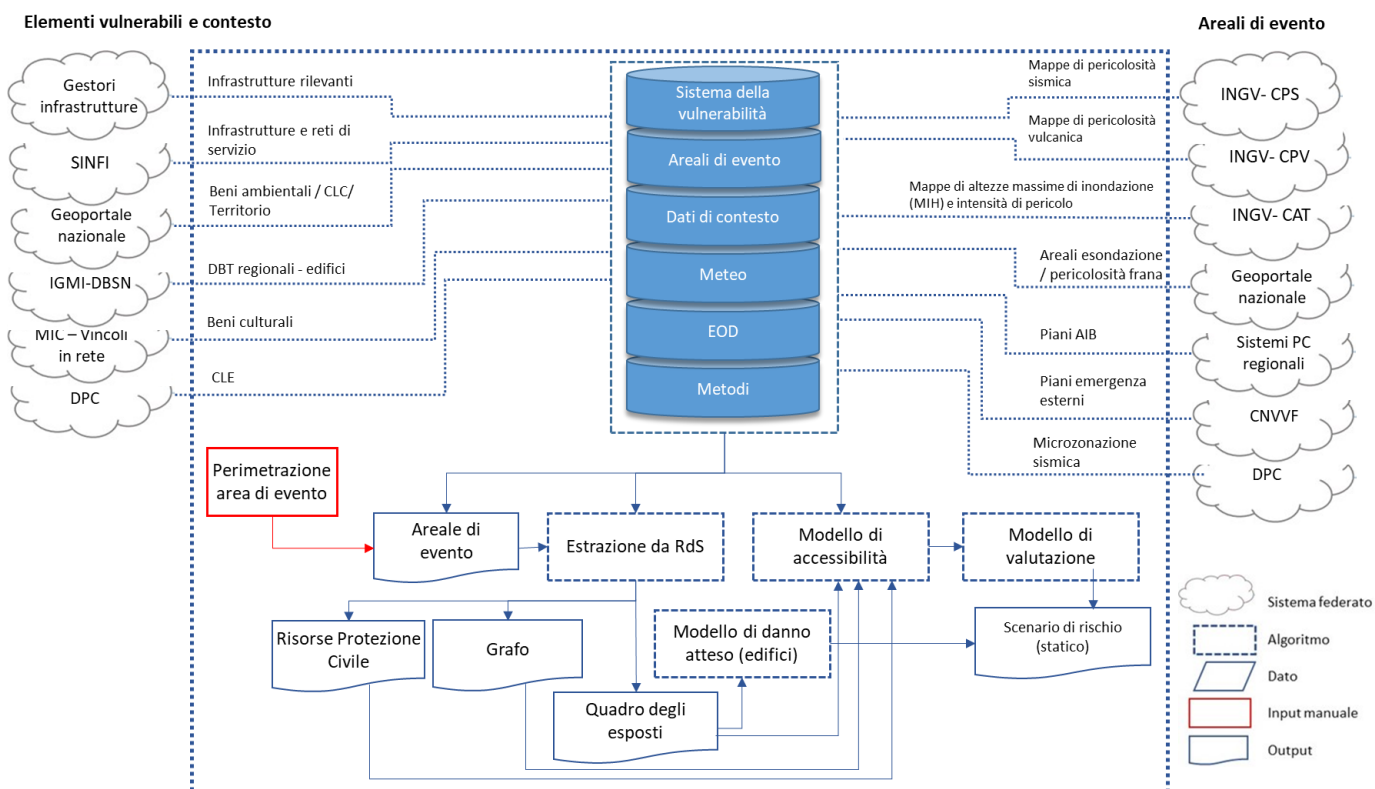 Elementi vulnerabili e contesto
Areali di evento
Gestori
infrastrutture
SINFI
Geoportale
nazionale
IGMI-DBSN
MIC – Vincoli
in rete
DPC
Infrastrutture rilevanti
Infrastrutture e reti di
servizio
Beni ambientali / CLC/
Territorio
DBT regionali - edifici
Beni culturali
CLE
Sistema della
vulnerabilità
Areali di evento
Dati di contesto
Meteo
EOD
Metodi
Mappe di pericolosità
sismica
Mappe di pericolosità
vulcanica
Mappe di altezze massime di inondazione
(MIH) e intensità di pericolo
Areali esondazione
/ pericolosità frana
Piani AIB
Piani emergenza
esterni
Microzonazione
sismica
INGV- CPS
INGV- CPV
INGV- CAT
Geoportale
nazionale
Sistemi PC
regionali
CNVVF
DPC
Perimetrazione
area di evento
Areale di
evento
Estrazione da RdS
Modello di
accessibilità
Modello di
valutazione
Risorse Protezione
Civile
Grafo
Modello di danno
atteso (edifici)
Scenario di rischio
(statico)
Quadro degli
esposti
Sistema federato
Algoritmo
Dato
Input manuale
Output